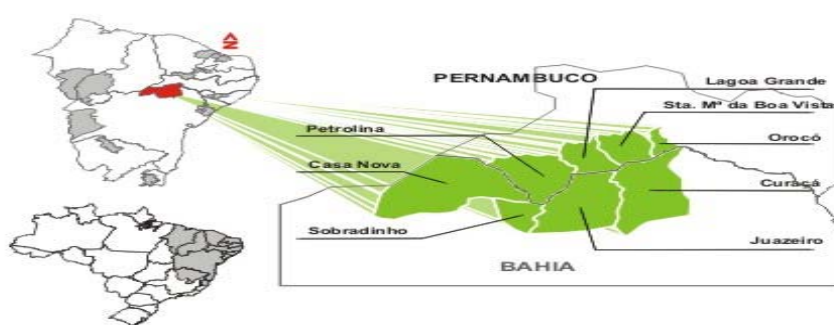 N
PERNAMBUCO
Lagoa Grande
Sta. Mª da Boa Vista
Petrolina
Orocó
Casa Nova
Curaçá
Sobradinho
Juazeiro
BAHIA